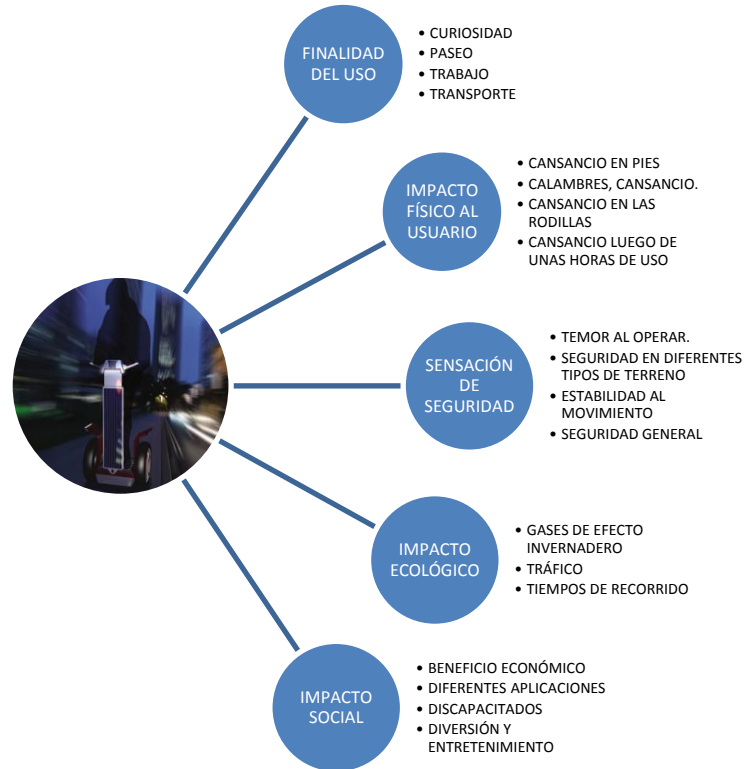 FINALIDAD
DEL USO
• CURIOSIDAD
• PASEO
• TRABAJO
• TRANSPORTE
IMPACTO
FÍSICO AL
USUARIO
• CANSANCIO EN PIES
• CALAMBRES, CANSANCIO.
• CANSANCIO EN LAS
RODILLAS
• CANSANCIO LUEGO DE
UNAS HORAS DE USO
SENSACIÓN
DE
SEGURIDAD
• TEMOR AL OPERAR.
• SEGURIDAD EN DIFERENTES
TIPOS DE TERRENO
• ESTABILIDAD AL
MOVIMIENTO
• SEGURIDAD GENERAL
IMPACTO
ECOLÓGICO
• GASES DE EFECTO
INVERNADERO
• TRÁFICO
• TIEMPOS DE RECORRIDO
IMPACTO
SOCIAL
• BENEFICIO ECONÓMICO
• DIFERENTES APLICACIONES
• DISCAPACITADOS
• DIVERSIÓN Y
ENTRETENIMIENTO